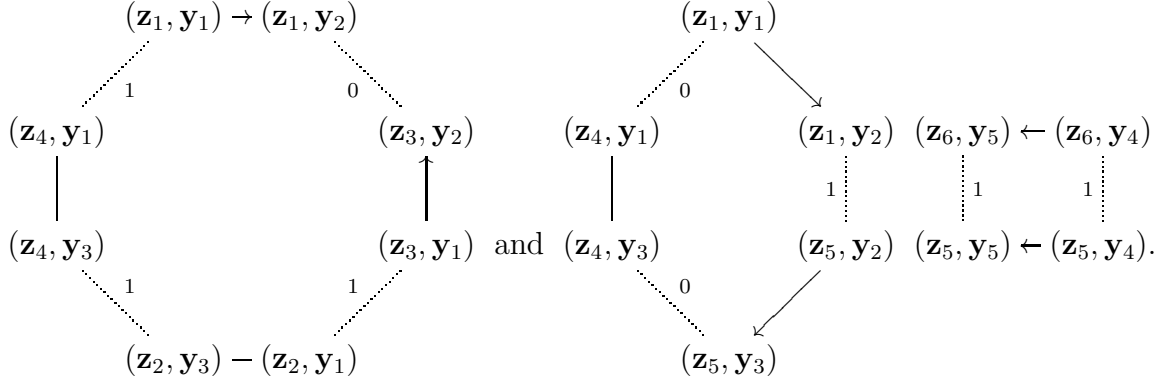 (z₁, y₁) → (z₁, y₂) (z₁, y₁)
1 0 0
(z₄, y₁) (z₃, y₂) (z₄, y₁) (z₁, y₂) (z₆, y₅) ← (z₆, y₄)
1 1 1
(z₄, y₃) (z₃, y₁) and (z₄, y₃) (z₅, y₂) (z₅, y₅) ← (z₅, y₄).
1 1 0
(z₂, y₃) — (z₂, y₁) (z₅, y₃)